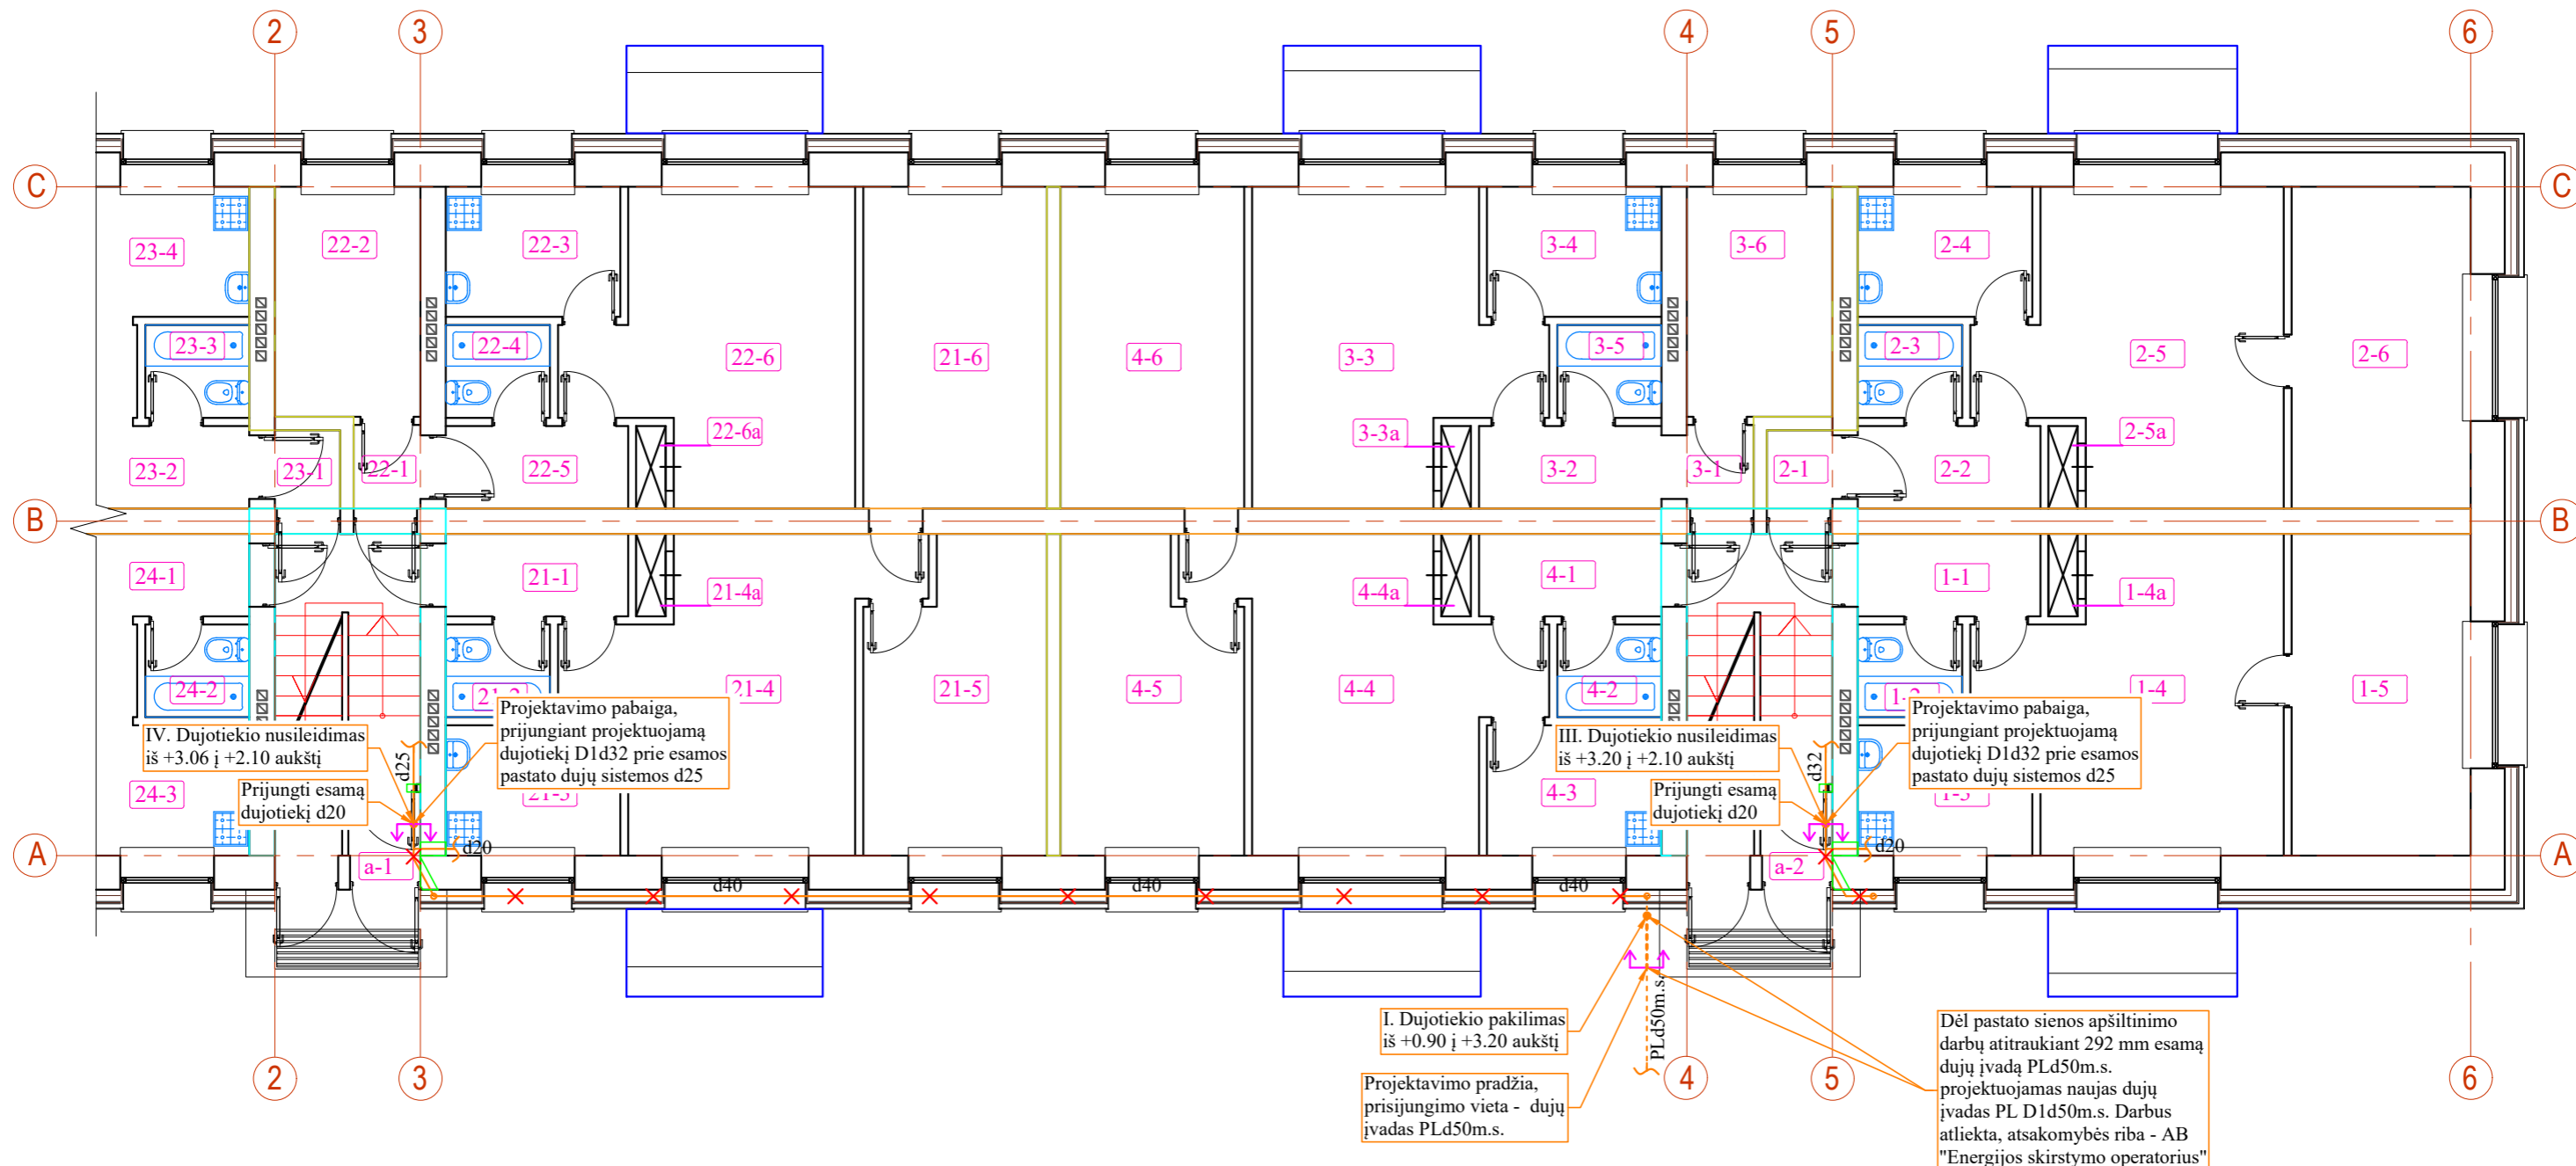 2
3
4
5
6
C
C
23-4
22-2
22-3
3-4
3-6
2-4
23-3
22-4
22-6
21-6
4-6
3-3
3-5
2-3
2-5
2-6
22-6a
3-3a
2-5a
23-2
23-1
22-1
22-5
3-2
3-1
2-1
2-2
B
B
24-1
21-1
21-4a
4-4a
4-1
1-1
1-4a
24-2
21-4
21-5
4-5
4-4
4-2
1-4
1-5
IV. Dujotiekio nusileidimas
iš +3.06 į +2.10 aukštį
Projektavimo pabaiga,
prijungiant projektuojamą
dujotiekį D1d32 prie esamos
pastato dujų sistemos d25
III. Dujotiekio nusileidimas
iš +3.20 į +2.10 aukštį
Projektavimo pabaiga,
prijungiant projektuojamą
dujotiekį D1d32 prie esamos
pastato dujų sistemos d25
d25
d32
24-3
4-3
Prijungti esamą
dujotiekį d20
Prijungti esamą
dujotiekį d20
d20
d20
A
A
a-1
a-2
d40
d40
d40
PLd50m.s.
I. Dujotiekio pakilimas
iš +0.90 į +3.20 aukštį
Projektavimo pradžia,
prisijungimo vieta - dujų
įvadas PLd50m.s.
Dėl pastato sienos apšiltinimo
darbų atitraukiant 292 mm esamą
dujų įvadą PLd50m.s.
projektuojamas naujas dujų
įvadas PL D1d50m.s. Darbus
atliekta, atsakomybės riba - AB
"Energijos skirstymo operatorius"
2
3
4
5
6